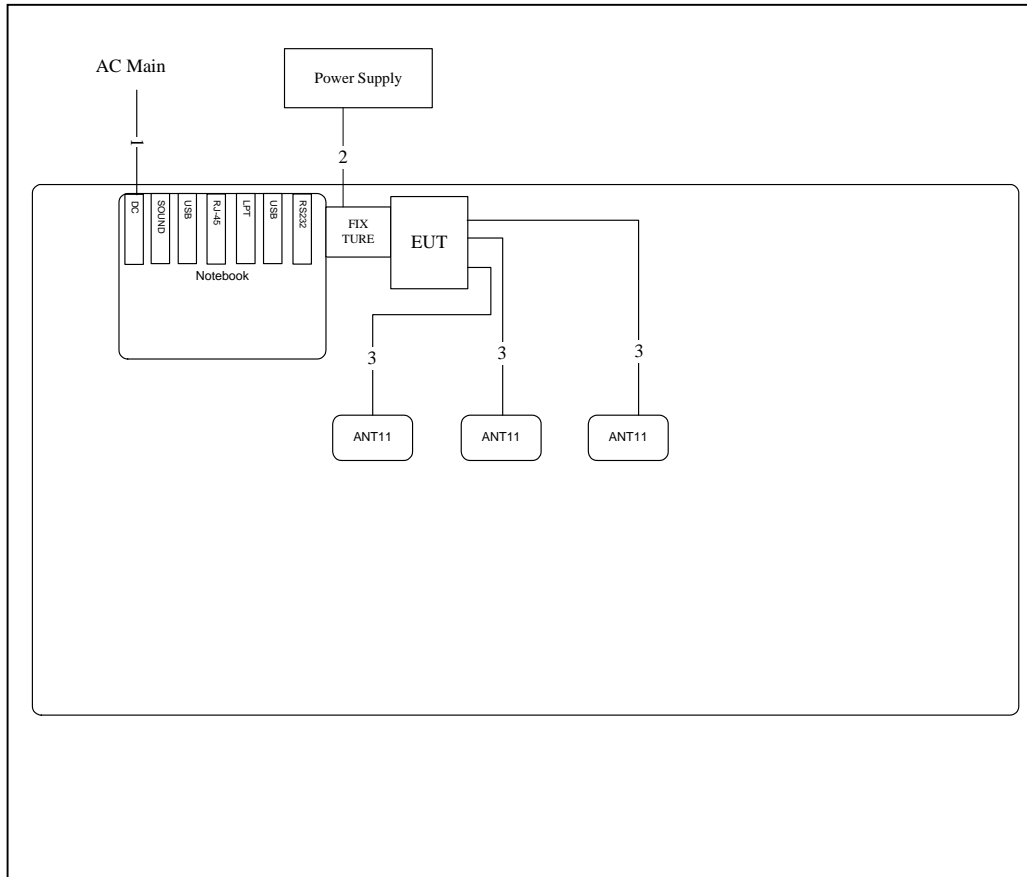 AC Main
Power Supply
1
2
DC
SOUND
USB
RJ-45
LPT
USB
RS232
Notebook
FIX
TURE
EUT
3
3
3
ANT11
ANT11
ANT11